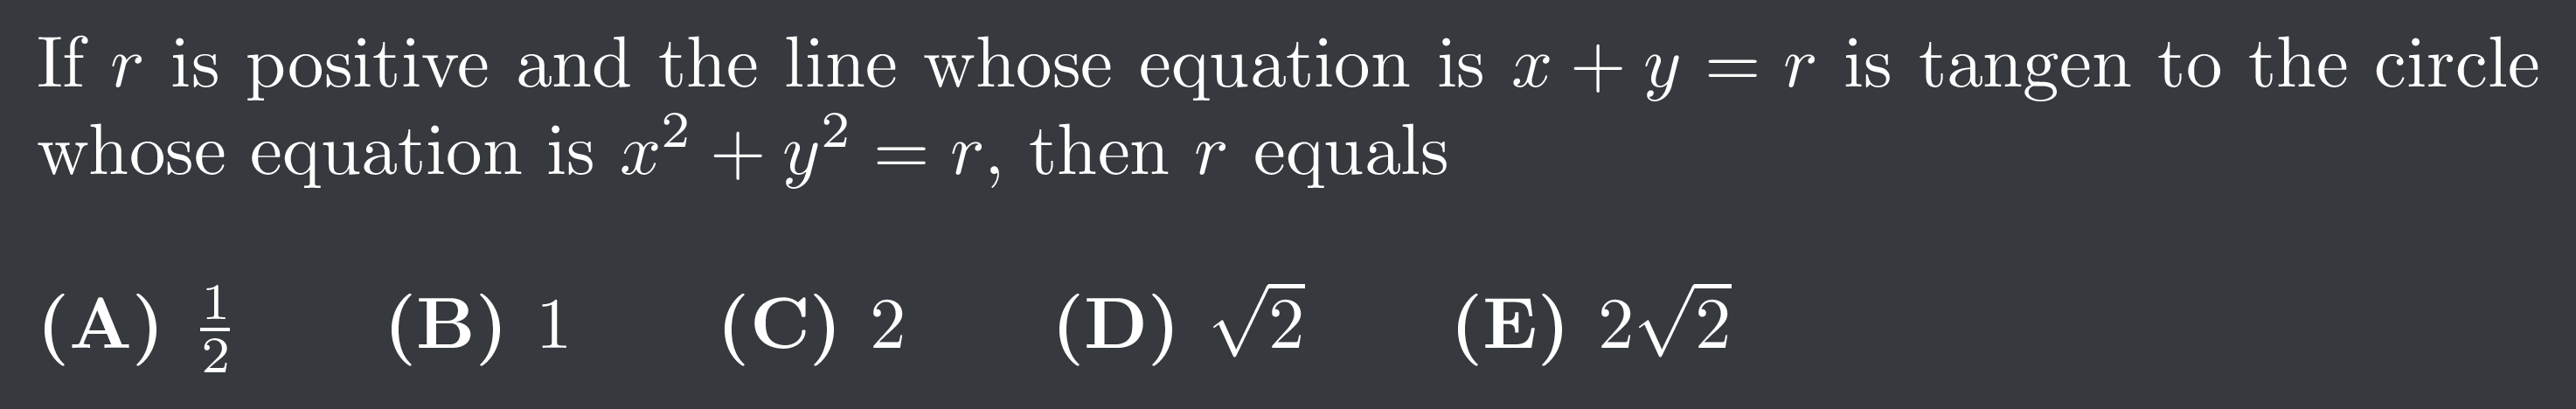 If r is positive and the line whose equation is x + y = r is tangen to the circle
whose equation is x² + y² = r, then r equals
(A) 1/2 (B) 1 (C) 2 (D) √2 (E) 2√2